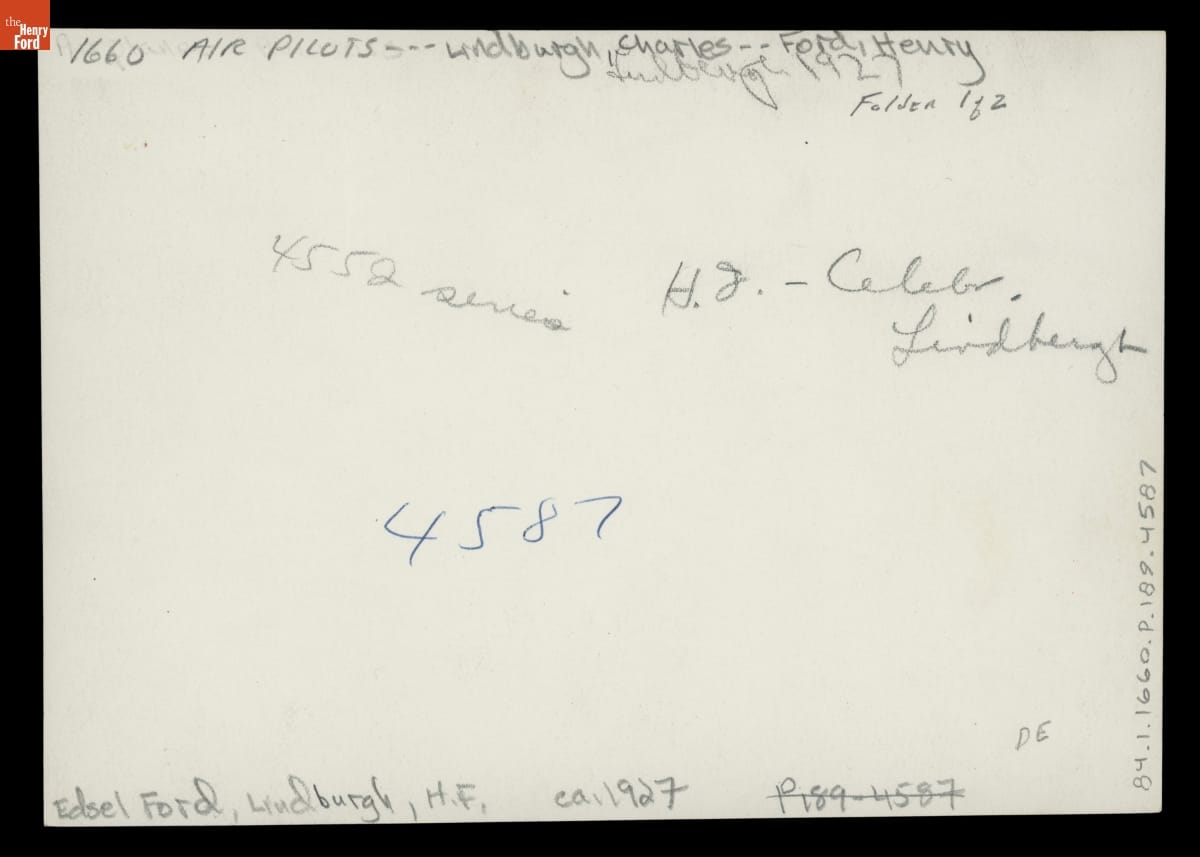 the
Henry
Ford
1660 AIR PILOTS--- Lindburgh, Charles-- Ford, Henry
Lindbergh 1927
Folder 1 of 2
4552 series
H.F. - Celebr.
Lindbergh
4587
84.1.1660.P.189.4587
DE
Edsel Ford, Lindburgh, H.F. ca. 1927 P.189-4587